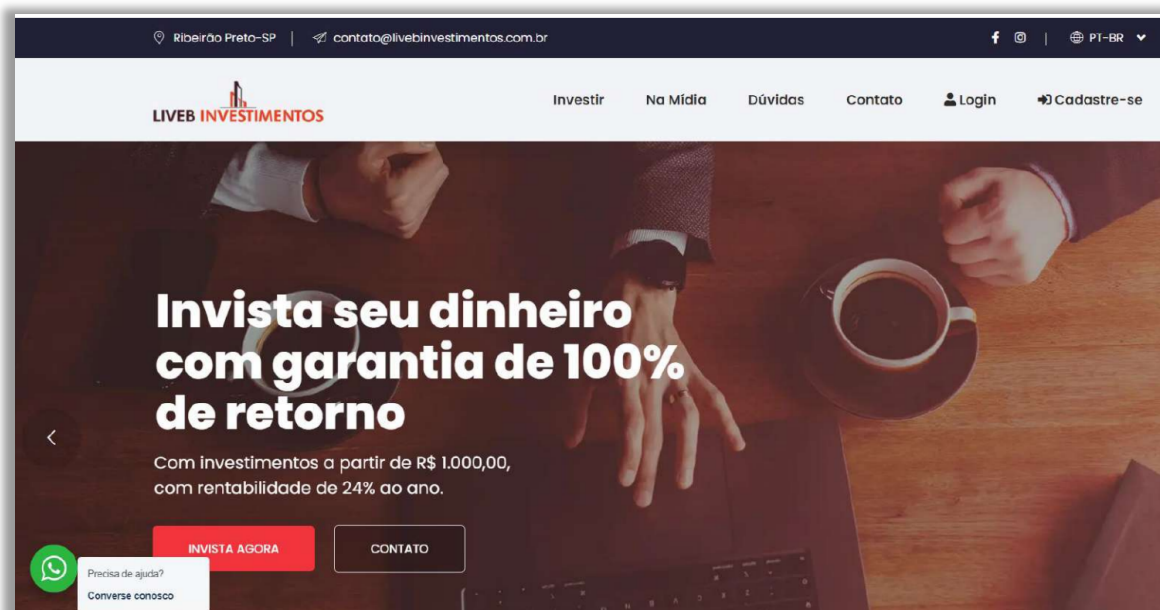 Ribeirão Preto-SP | contato@livebinvestimentos.com.br | PT-BR
LIVEB INVESTIMENTOS
Investir Na Mídia Dúvidas Contato Login Cadastre-se
Invista seu dinheiro
com garantia de 100%
de retorno
Com investimentos a partir de R$ 1.000,00,
com rentabilidade de 24% ao ano.
INVISTA AGORA CONTATO
Precisa de ajuda?
Converse conosco